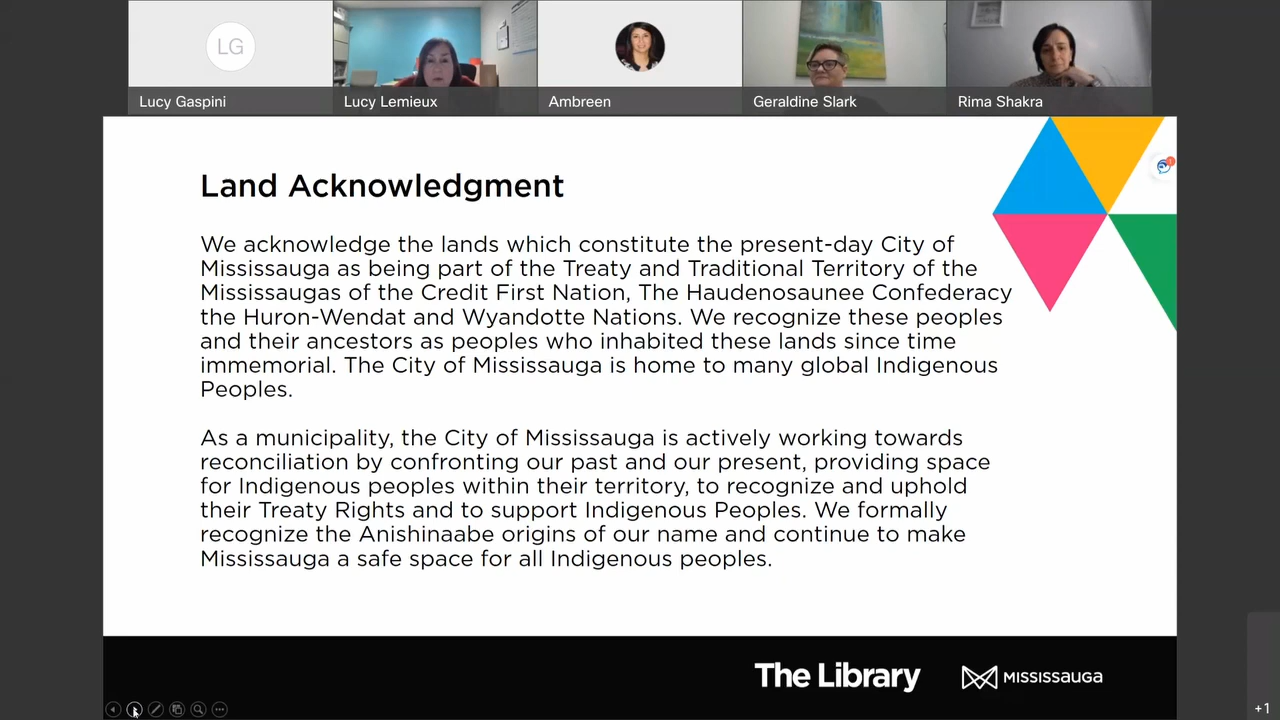 LG
Lucy Gaspini
Lucy Lemieux
Ambreen
Geraldine Slark
Rima Shakra
Land Acknowledgment
We acknowledge the lands which constitute the present-day City of
Mississauga as being part of the Treaty and Traditional Territory of the
Mississaugas of the Credit First Nation, The Haudenosaunee Confederacy
the Huron-Wendat and Wyandotte Nations. We recognize these peoples
and their ancestors as peoples who inhabited these lands since time
immemorial. The City of Mississauga is home to many global Indigenous
Peoples.
As a municipality, the City of Mississauga is actively working towards
reconciliation by confronting our past and our present, providing space
for Indigenous peoples within their territory, to recognize and uphold
their Treaty Rights and to support Indigenous Peoples. We formally
recognize the Anishinaabe origins of our name and continue to make
Mississauga a safe space for all Indigenous peoples.
The Library
MISSISSAUGA
+1